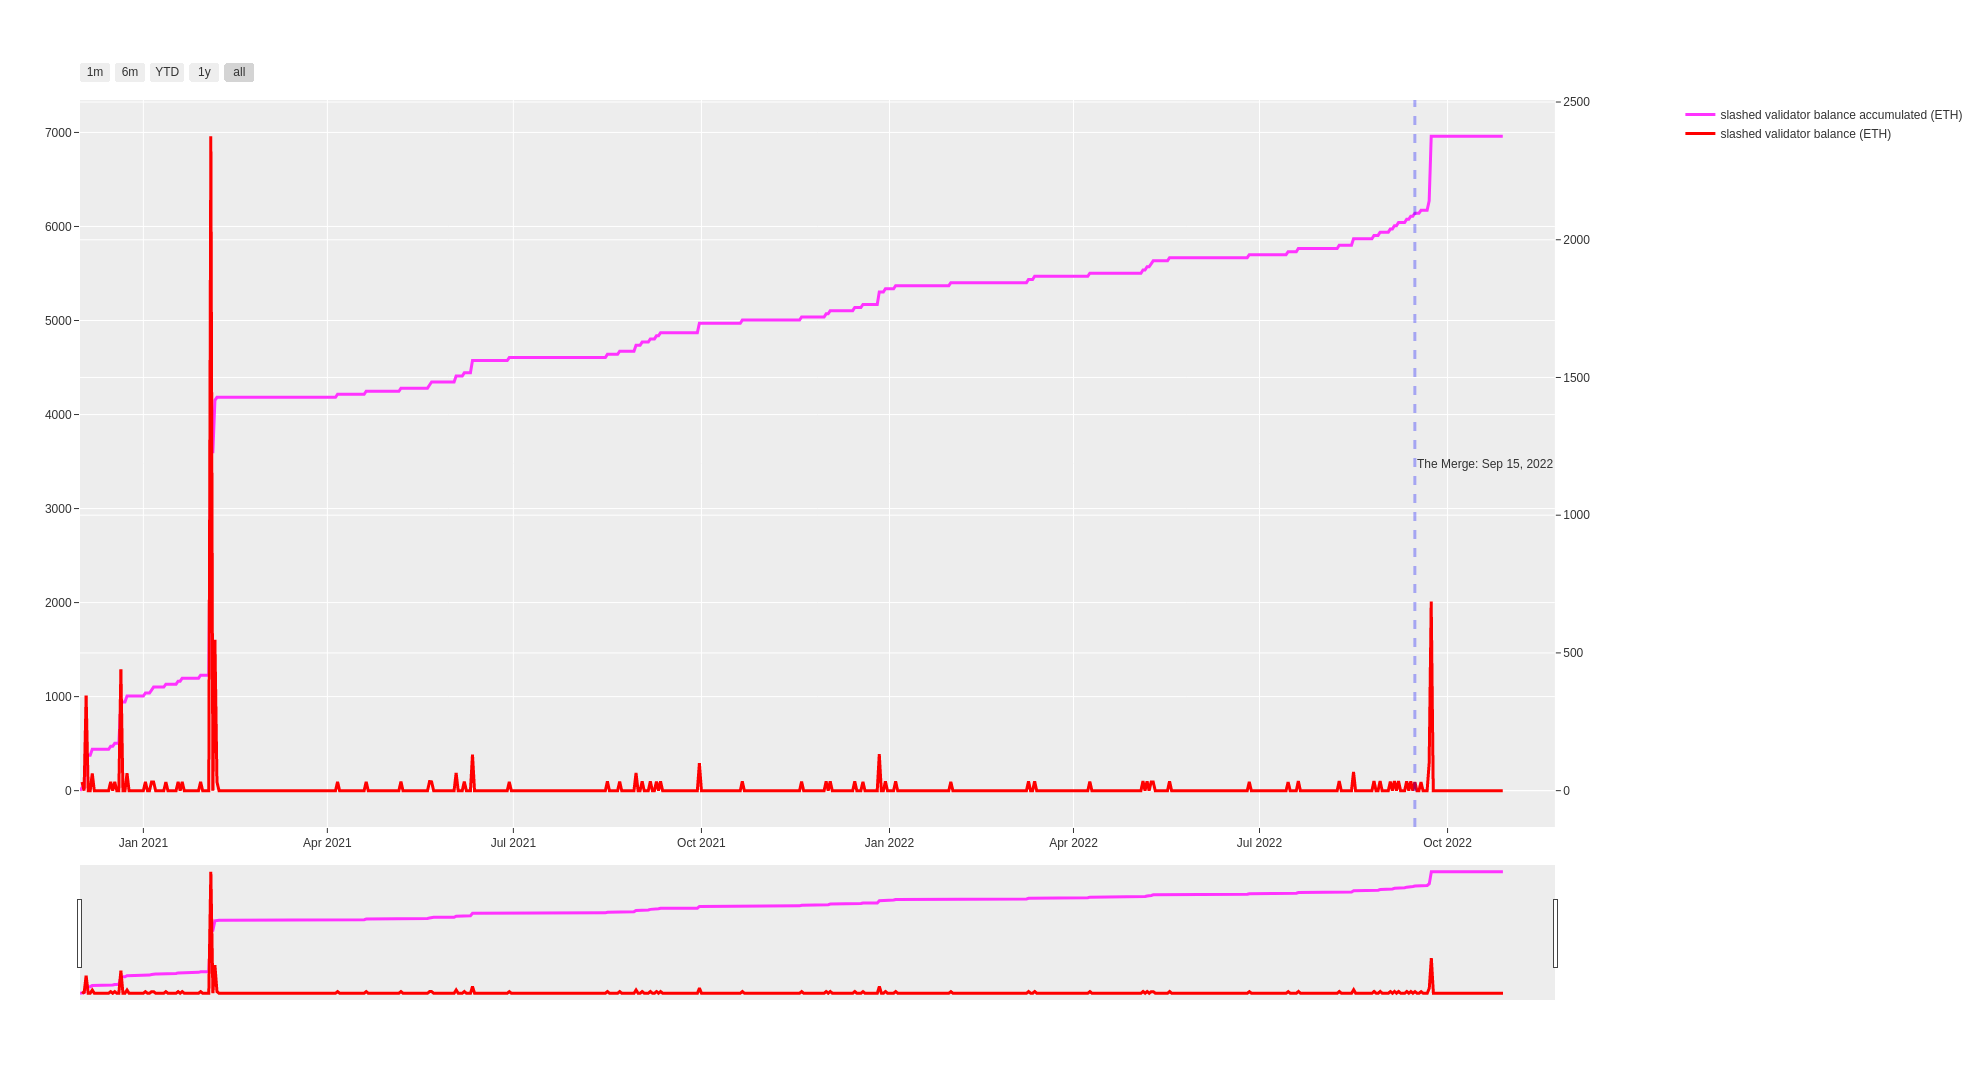 1m 6m YTD 1y all
slashed validator balance accumulated (ETH)
slashed validator balance (ETH)
7000
6000
5000
4000
3000
2000
1000
0
2500
2000
1500
1000
500
0
The Merge: Sep 15, 2022
Jan 2021 Apr 2021 Jul 2021 Oct 2021 Jan 2022 Apr 2022 Jul 2022 Oct 2022